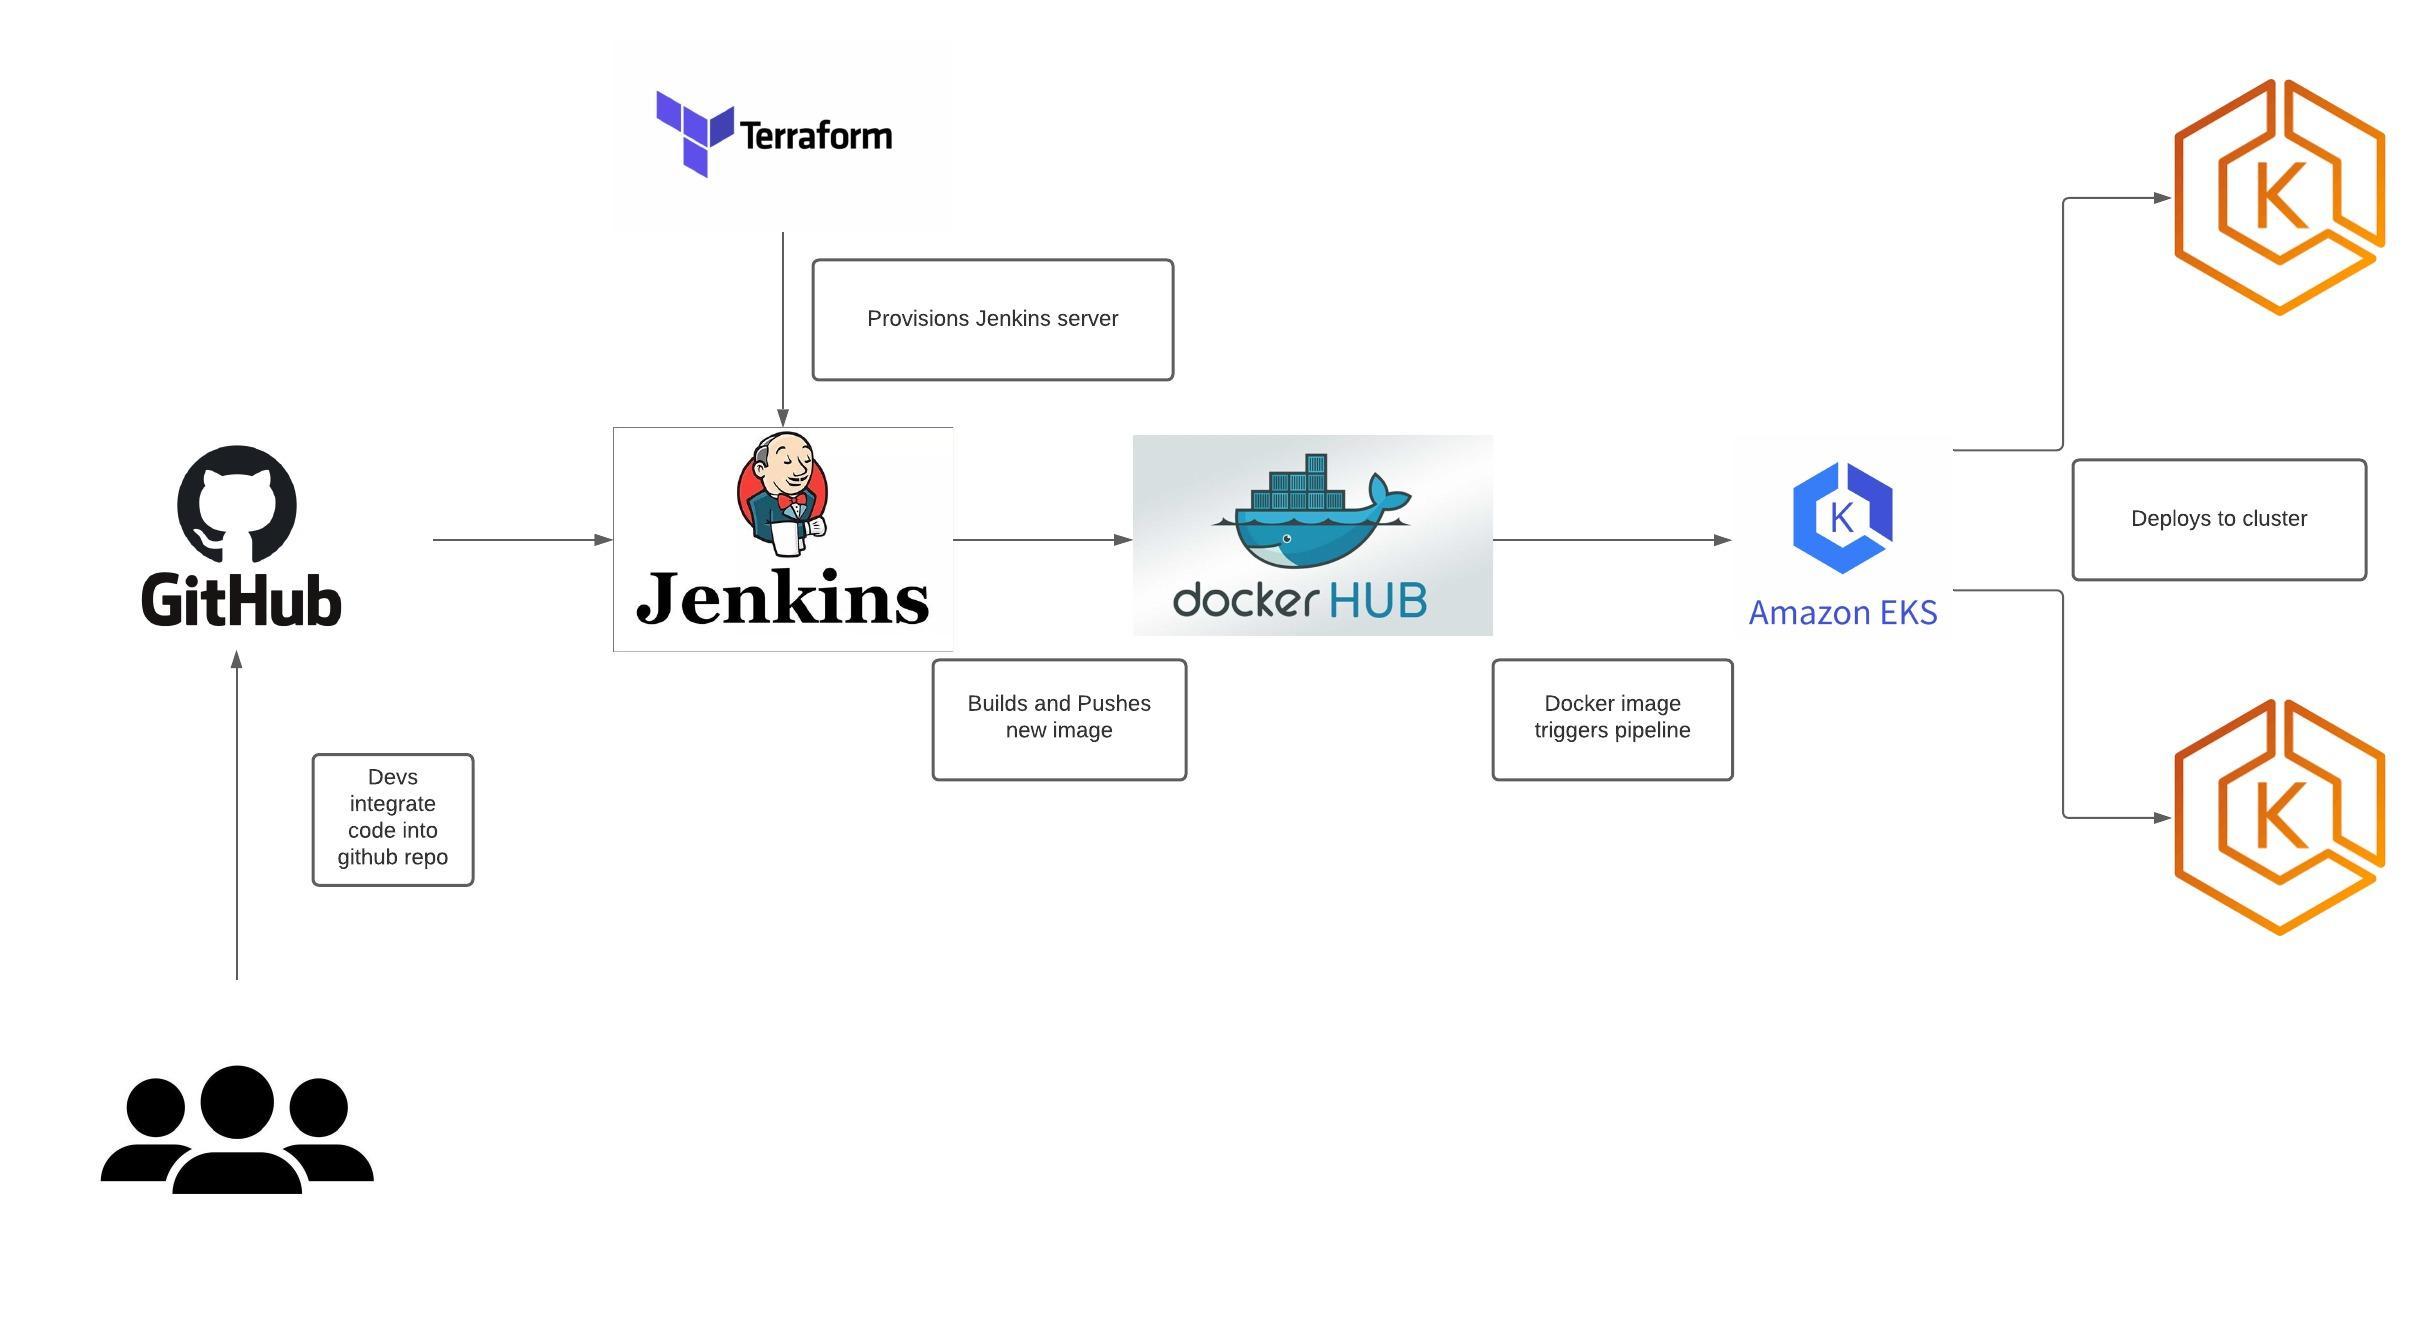 Terraform
Provisions Jenkins server
GitHub
Jenkins
docker HUB
K
Amazon EKS
K
Deploys to cluster
Builds and Pushes
new image
Docker image
triggers pipeline
Devs
integrate
code into
github repo
K